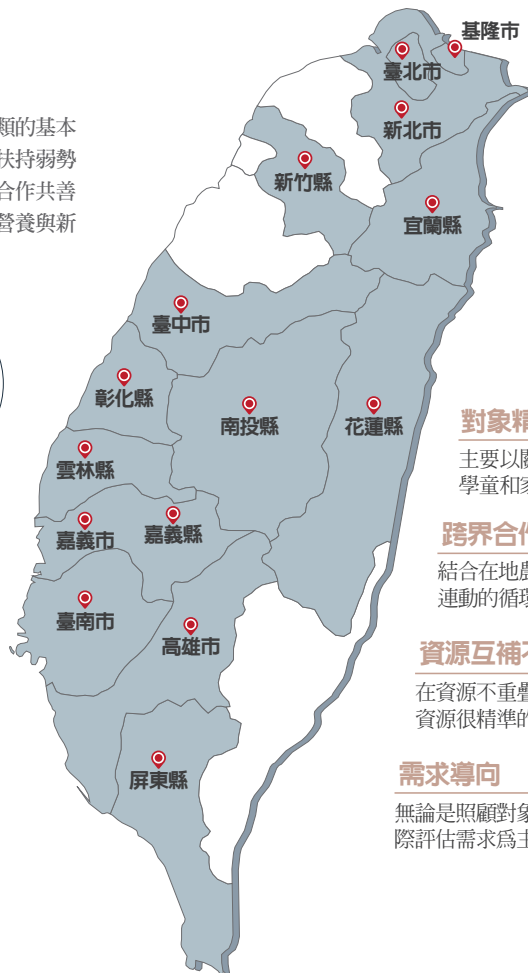 類的基本
扶持弱勢
合作共善
營養與新
基隆市
臺北市
新北市
新竹縣
宜蘭縣
臺中市
彰化縣
南投縣
花蓮縣
雲林縣
嘉義市
嘉義縣
臺南市
高雄市
屏東縣
對象精
主要以關
學童和家
跨界合作
結合在地農
連動的循環
資源互補不
在資源不重疊
資源很精準的
需求導向
無論是照顧對象
際評估需求爲主